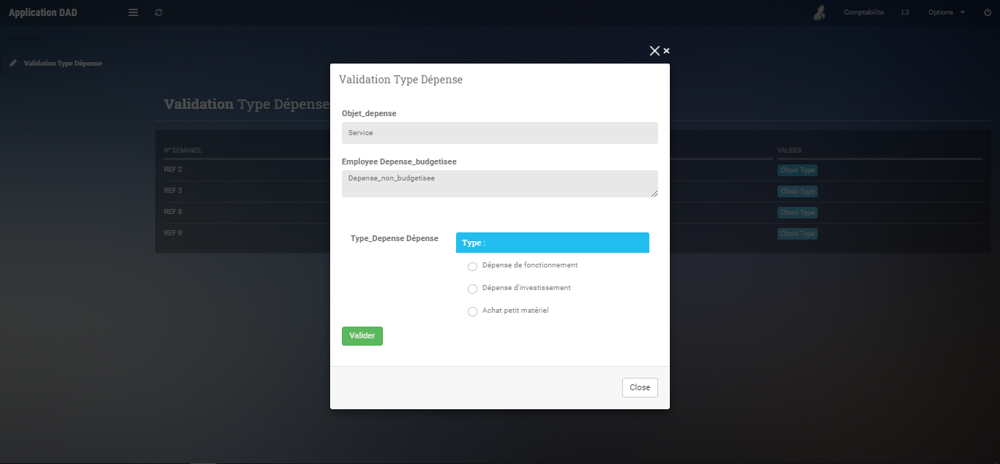 Application DAD
Comptabilite L3 Options
Validation Type Dépense
×
Validation Type Dépense
Validation Type Dépense
Objet_depense
Service
Employee Depense_budgetisee
Depense_non_budgetisee
N° DEMANDE VALIDER
REF 2 Choix Type
REF 3 Choix Type
REF 8 Choix Type
REF 9 Choix Type
Type_Depense Dépense
Type :
Dépense de fonctionnement
Dépense d'investissement
Achat petit matériel
Valider
Close